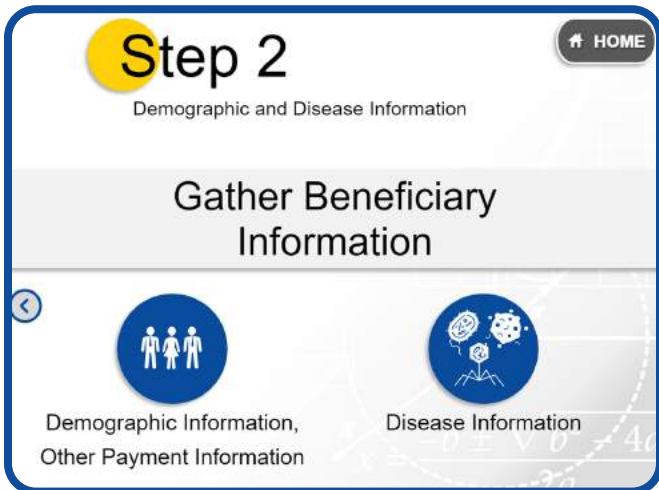 Step 2
HOME
Demographic and Disease Information
Gather Beneficiary
Information
Demographic Information,
Other Payment Information
Disease Information